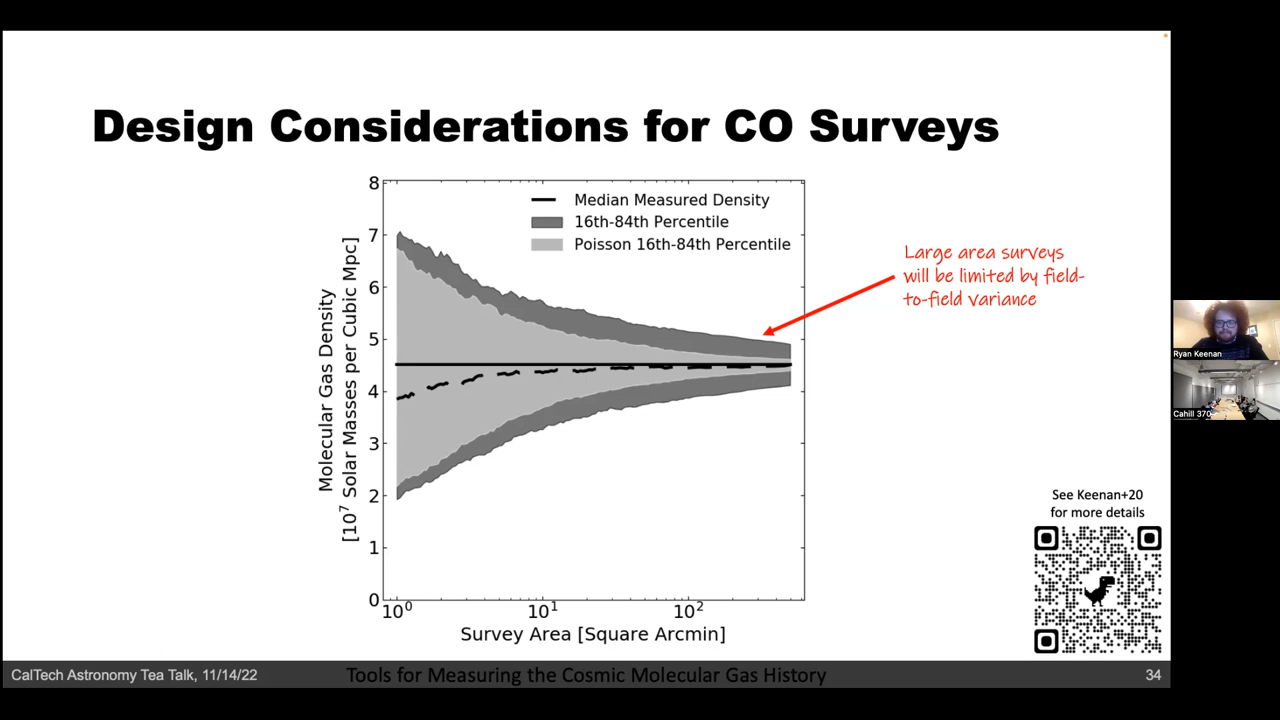 Design Considerations for CO Surveys
8
7
6
5
4
3
2
1
0
Molecular Gas Density
[10⁷ Solar Masses per Cubic Mpc]
Median Measured Density
16th-84th Percentile
Poisson 16th-84th Percentile
10⁰
10¹
10²
Survey Area [Square Arcmin]
Large area surveys
will be limited by field-
to-field variance
Ryan Keenan
Cahill 370
See Keenan+20
for more details
CalTech Astronomy Tea Talk, 11/14/22
Tools for Measuring the Cosmic Molecular Gas History
34